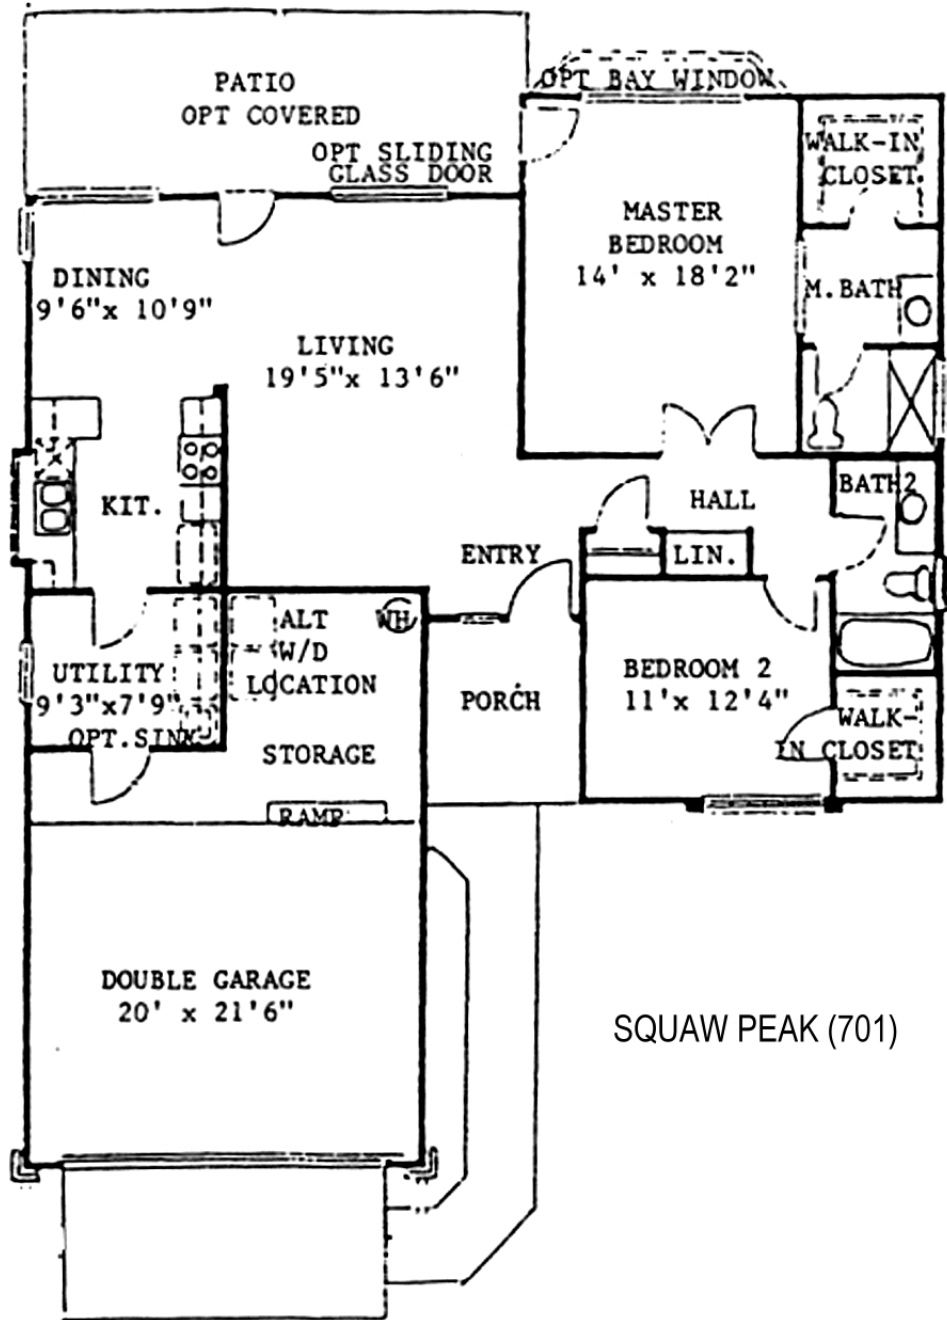 PATIO
OPT COVERED
OPT SLIDING
GLASS DOOR
OPT BAY WINDOW
WALK-IN
CLOSET
MASTER
BEDROOM
14' x 18'2"
M.BATH
DINING
9'6"x 10'9"
LIVING
19'5"x 13'6"
KIT.
HALL
BATH2
ENTRY
LIN.
ALT
W/D
LOCATION
WH
UTILITY
9'3"x7'9"
OPT.SINK
STORAGE
RAMP
PORCH
BEDROOM 2
11'x 12'4"
WALK-
IN CLOSET
DOUBLE GARAGE
20' x 21'6"
SQUAW PEAK (701)